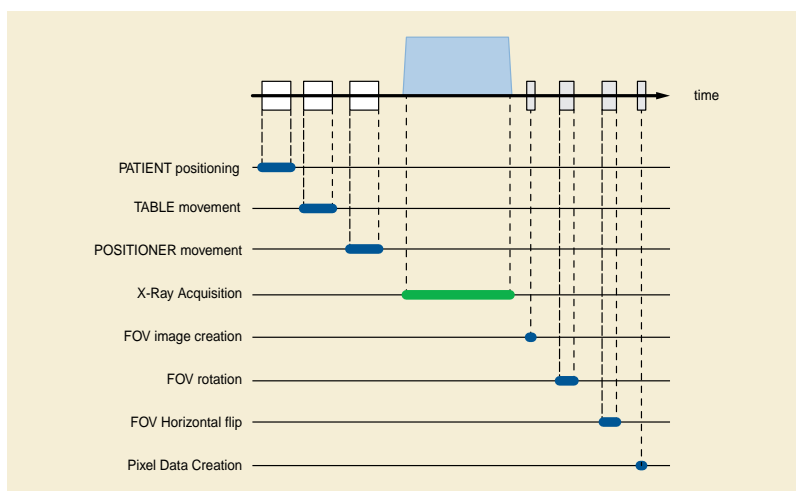 time
PATIENT positioning
TABLE movement
POSITIONER movement
X-Ray Acquisition
FOV image creation
FOV rotation
FOV Horizontal flip
Pixel Data Creation